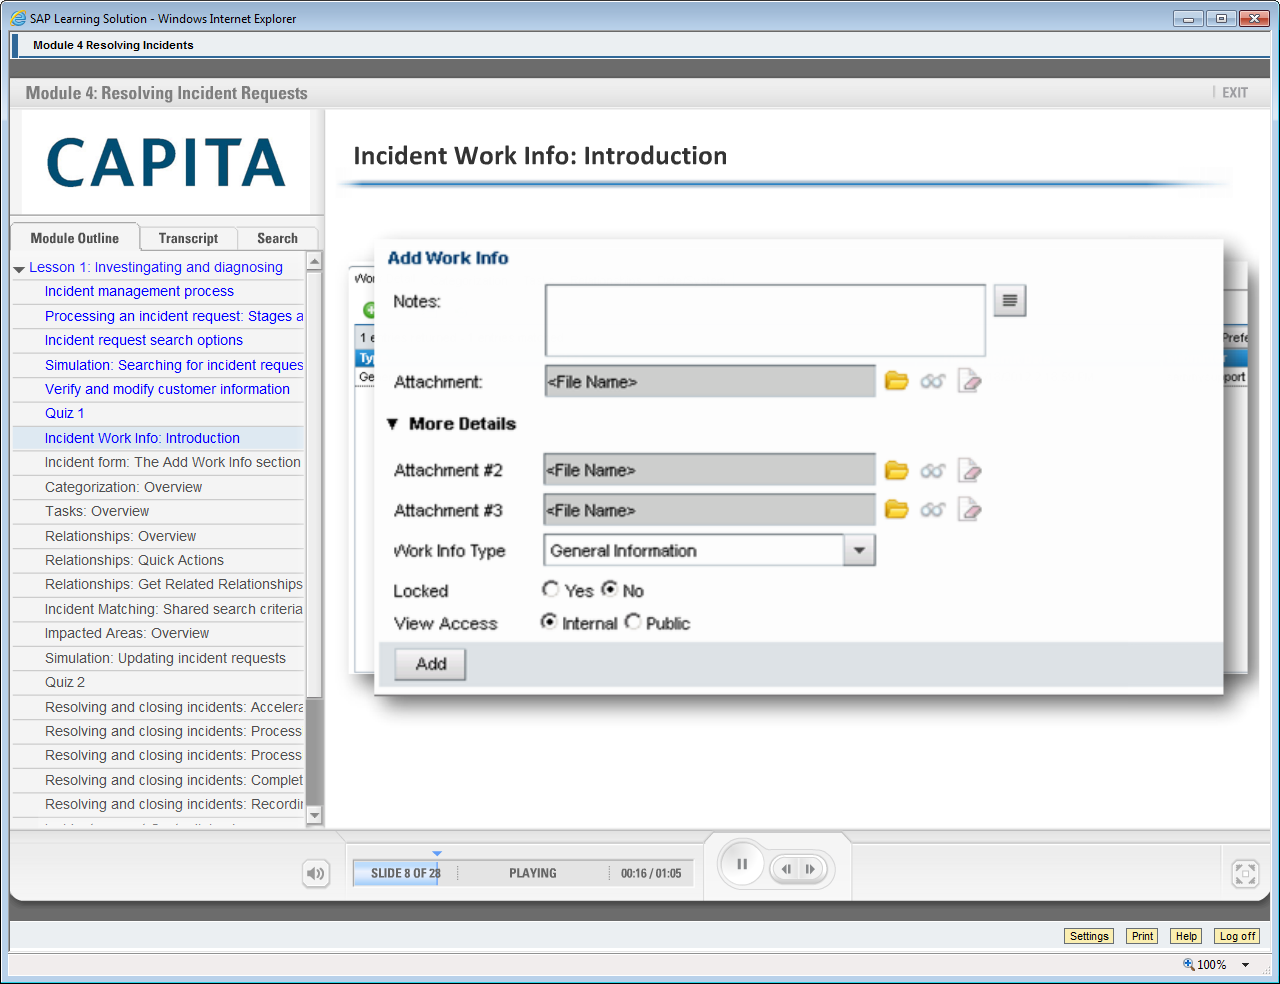 SAP Learning Solution - Windows Internet Explorer
Module 4 Resolving Incidents
Module 4: Resolving Incident Requests
EXIT
CAPITA
Module Outline
Transcript
Search
Lesson 1: Investingating and diagnosing
Incident management process
Processing an incident request: Stages a
Incident request search options
Simulation: Searching for incident reques
Verify and modify customer information
Quiz 1
Incident Work Info: Introduction
Incident form: The Add Work Info section
Categorization: Overview
Tasks: Overview
Relationships: Overview
Relationships: Quick Actions
Relationships: Get Related Relationships
Incident Matching: Shared search criteria
Impacted Areas: Overview
Simulation: Updating incident requests
Quiz 2
Resolving and closing incidents: Accelera
Resolving and closing incidents: Process
Resolving and closing incidents: Process
Resolving and closing incidents: Complet
Resolving and closing incidents: Recordin
Incident Work Info: Introduction
Wor
1 e
Ty
Ge
Prefe
port
Add Work Info
Notes:
Attachment: <File Name>
▼ More Details
Attachment #2 <File Name>
Attachment #3 <File Name>
Work Info Type General Information
Locked Yes No
View Access Internal Public
Add
SLIDE 8 OF 28
PLAYING
00:16 / 01:05
Settings
Print
Help
Log off
100%